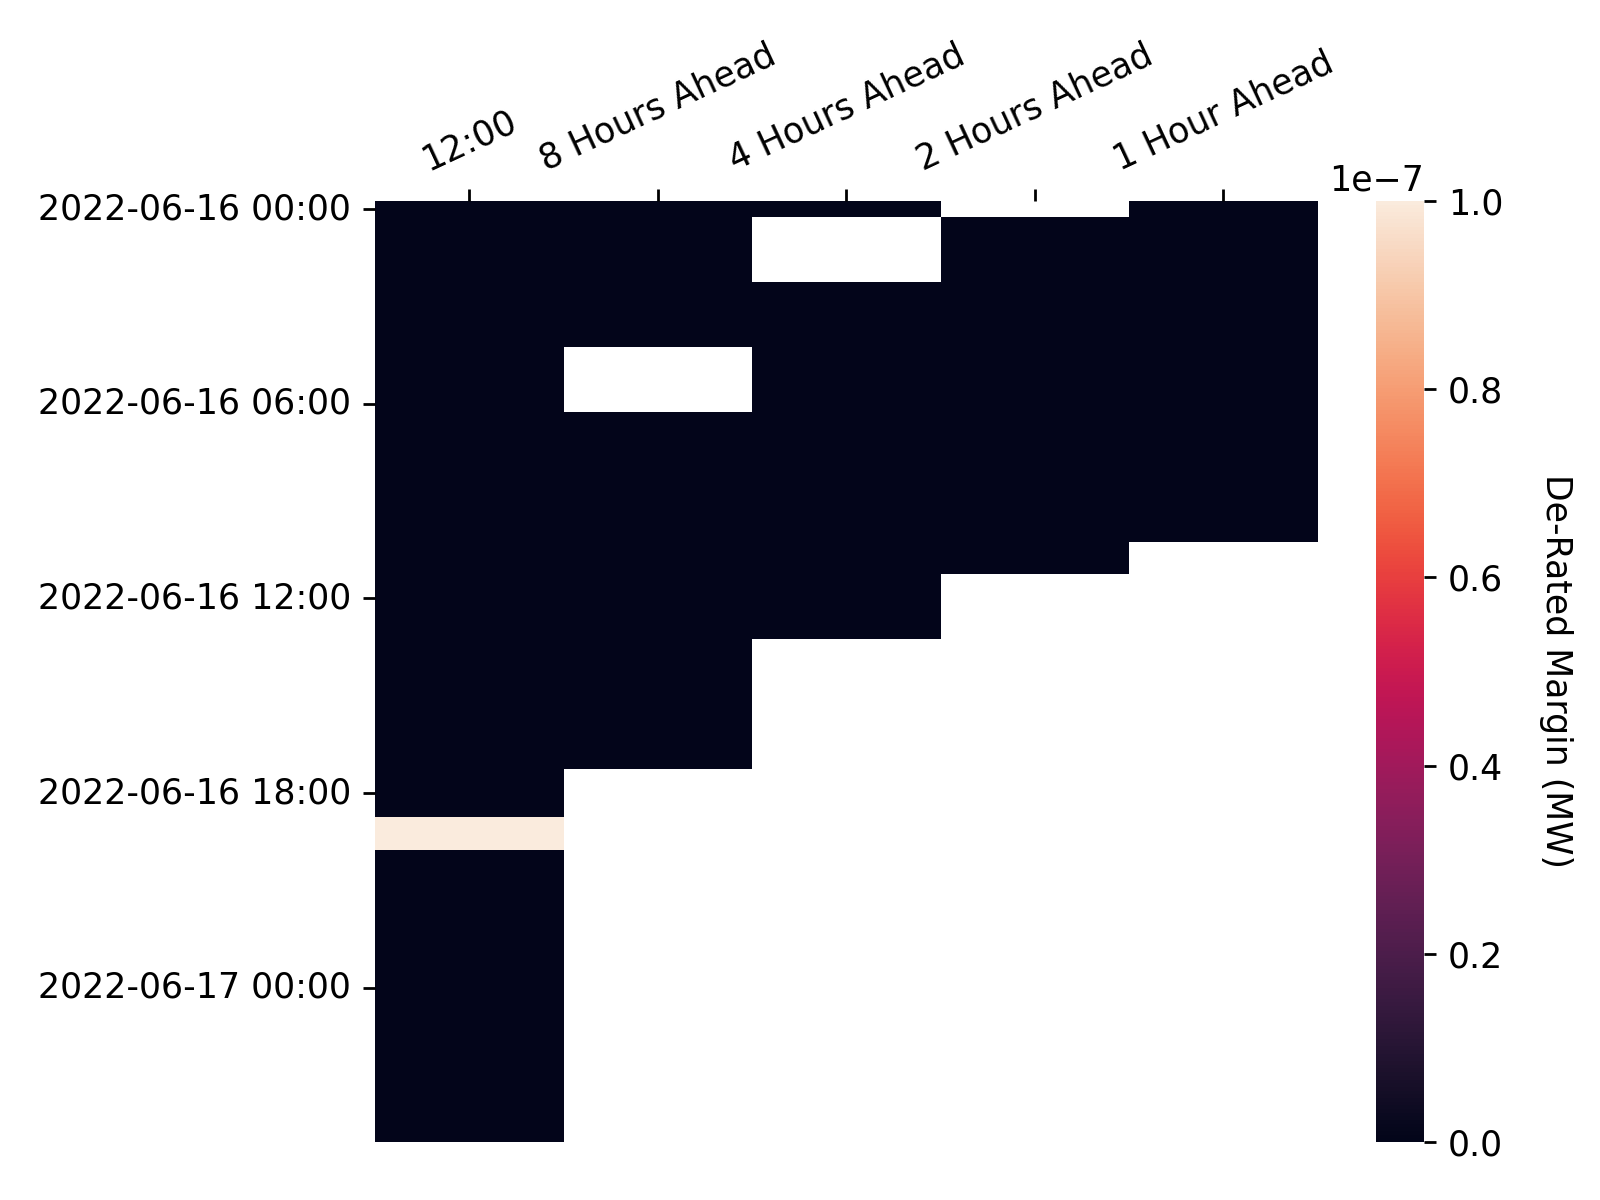 12:00
8 Hours Ahead
4 Hours Ahead
2 Hours Ahead
1 Hour Ahead
1e−7
2022-06-16 00:00
2022-06-16 06:00
2022-06-16 12:00
2022-06-16 18:00
2022-06-17 00:00
1.0
0.8
0.6
0.4
0.2
0.0
De-Rated Margin (MW)